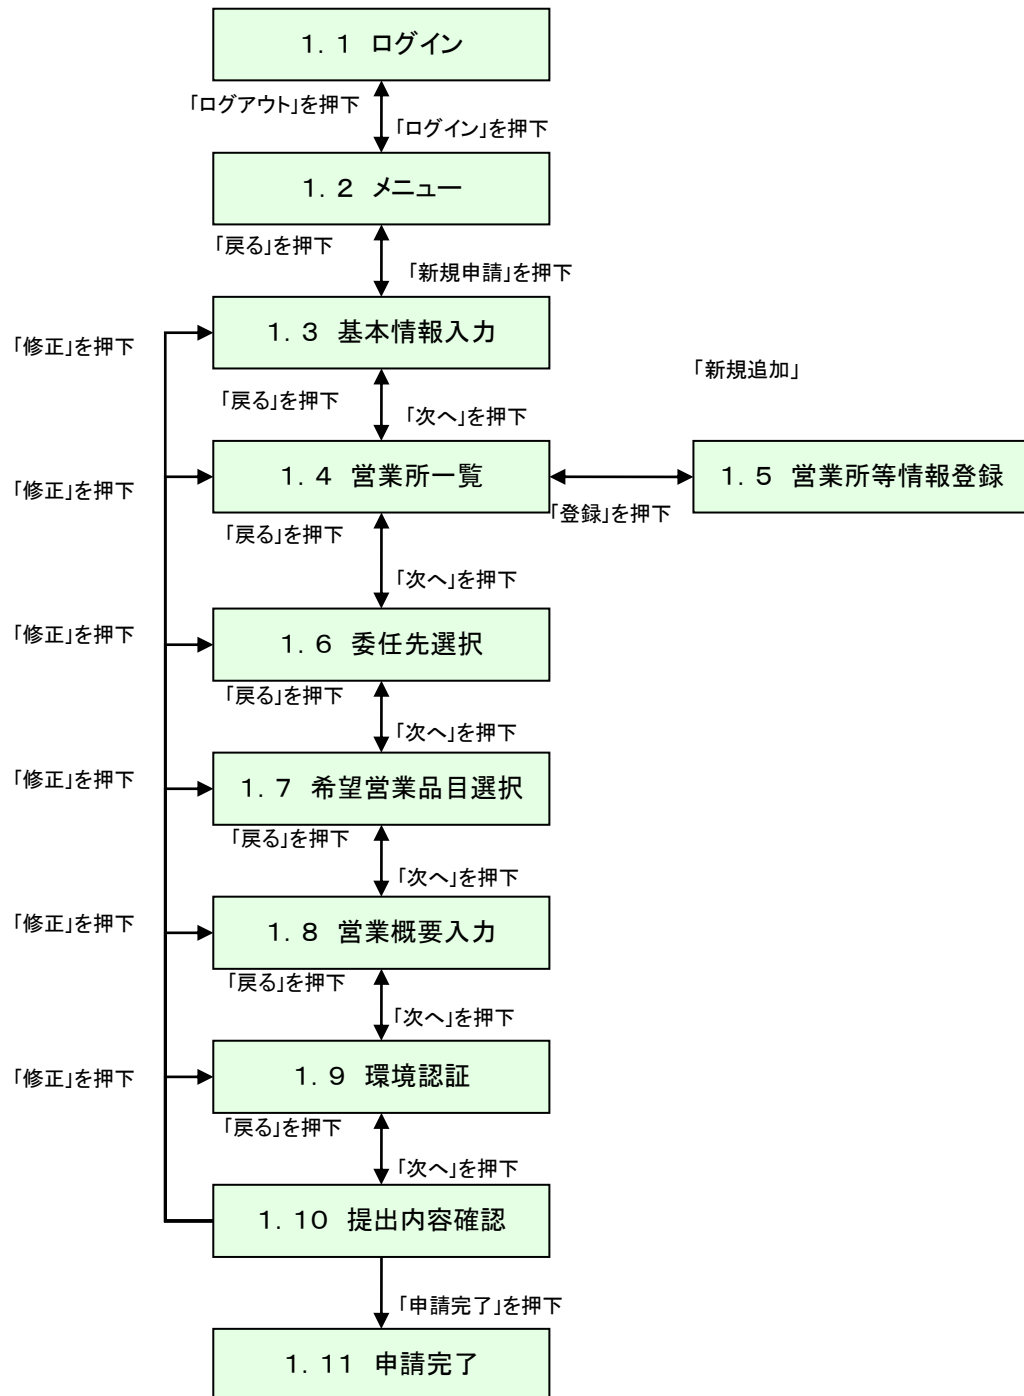 １．１　ログイン
「ログアウト」を押下
「ログイン」を押下
１．２　メニュー
「戻る」を押下
「新規申請」を押下
１．３　基本情報入力
「修正」を押下
「新規追加」
「戻る」を押下
「次へ」を押下
１．４　営業所一覧
１．５　営業所等情報登録
「修正」を押下
「登録」を押下
「戻る」を押下
「次へ」を押下
「修正」を押下
１．６　委任先選択
「戻る」を押下
「次へ」を押下
「修正」を押下
１．７　希望営業品目選択
「戻る」を押下
「次へ」を押下
「修正」を押下
１．８　営業概要入力
「戻る」を押下
「次へ」を押下
「修正」を押下
１．９　環境認証
「戻る」を押下
「次へ」を押下
１．１０　提出内容確認
「申請完了」を押下
１．１１　申請完了